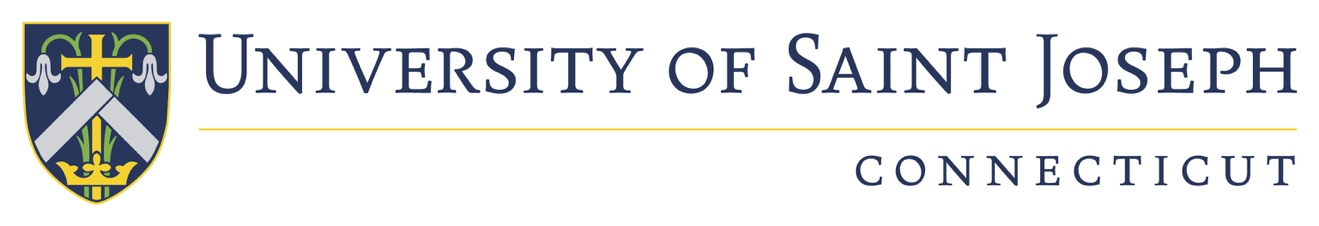 UNIVERSITY OF SAINT JOSEPH
CONNECTICUT